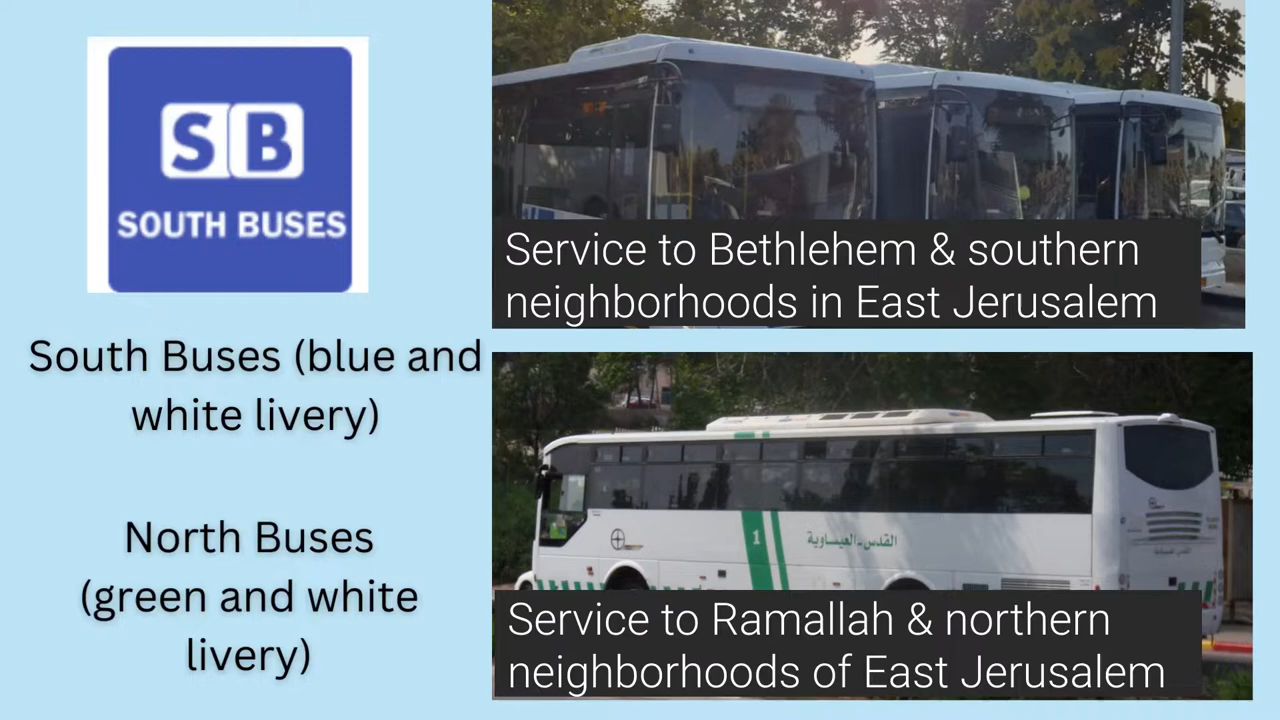 SB
SOUTH BUSES
South Buses (blue and
white livery)
North Buses
(green and white
livery)
Service to Bethlehem & southern
neighborhoods in East Jerusalem
1
القدس-العيساوية
Service to Ramallah & northern
neighborhoods of East Jerusalem